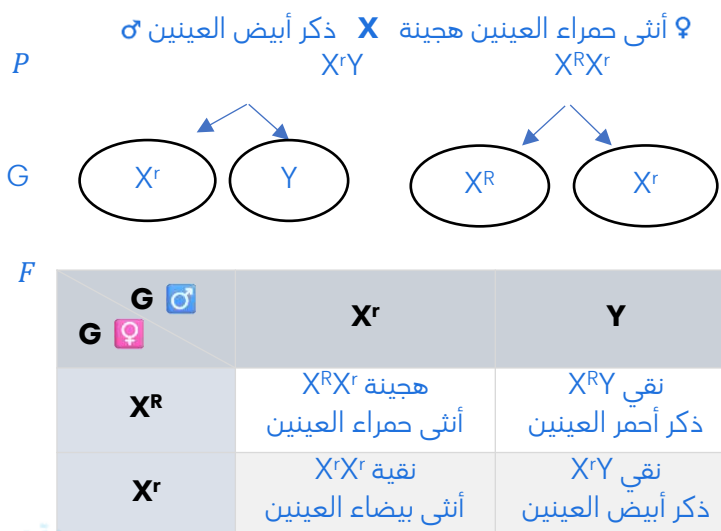 ♀ أنثى حمراء العينين هجينة X ذكر أبيض العينين ♂
P XʳY XᴿXʳ
G Xʳ Y Xᴿ Xʳ
F
G ♂ Xʳ Y
G ♀
Xᴿ هجينة XᴿXʳ نقي XᴿY
أنثى حمراء العينين ذكر أحمر العينين
Xʳ نقية XʳXʳ نقي XʳY
أنثى بيضاء العينين ذكر أبيض العينين